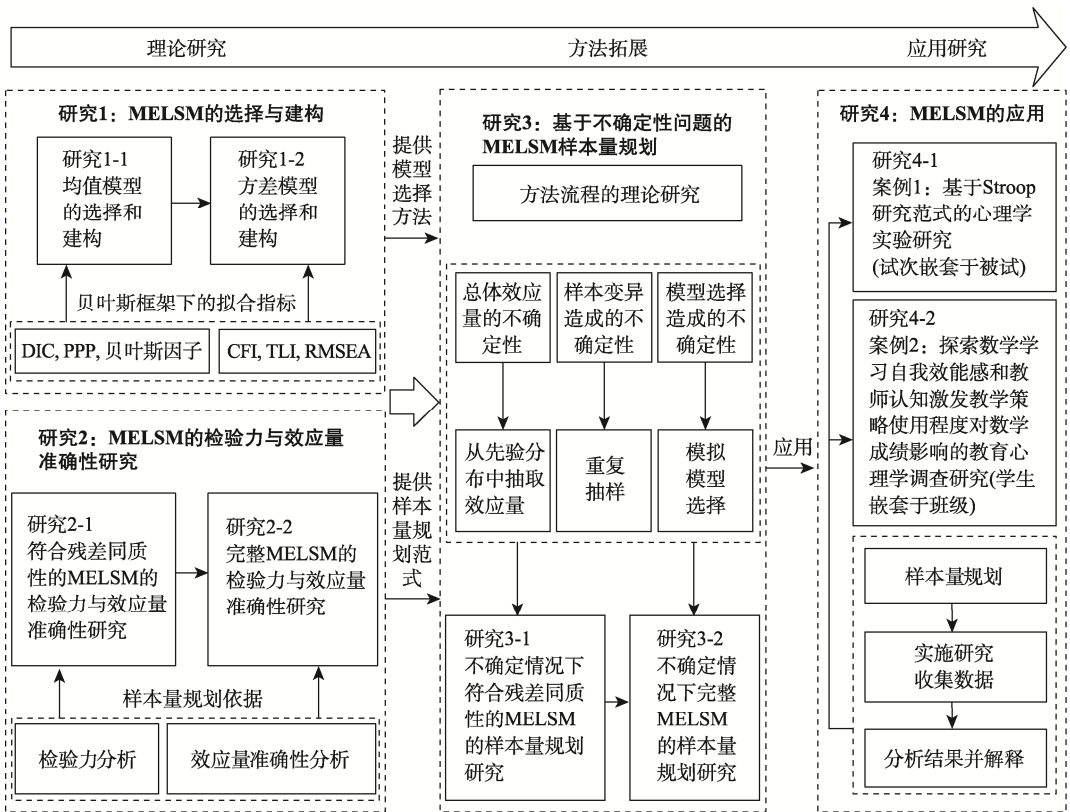 理论研究
方法拓展
应用研究
研究1：MELSM的选择与建构
研究1-1
均值模型
的选择和
建构
研究1-2
方差模型
的选择和
建构
贝叶斯框架下的拟合指标
DIC, PPP, 贝叶斯因子
CFI, TLI, RMSEA
研究2：MELSM的检验力与效应量
准确性研究
研究2-1
符合残差同质
性的MELSM的
检验力与效应量
准确性研究
研究2-2
完整MELSM的
检验力与效应量
准确性研究
样本量规划依据
检验力分析
效应量准确性分析
提供
模型
选择
方法
提供
样本
量规
划范
式
研究3：基于不确定性问题的
MELSM样本量规划
方法流程的理论研究
总体效应
量的不确
定性
样本变异
造成的不
确定性
模型选择
造成的不
确定性
从先验分
布中抽取
效应量
重复
抽样
模拟
模型
选择
研究3-1
不确定情况下
符合残差同质
性的MELSM
的样本量规划
研究
研究3-2
不确定情
况下完整
MELSM
的样本量
规划研究
应用
研究4：MELSM的应用
研究4-1
案例1：基于Stroop
研究范式的心理学
实验研究
(试次嵌套于被试)
研究4-2
案例2：探索数学学
习自我效能感和教
师认知激发教学策
略使用程度对数学
成绩影响的教育心
理学调查研究(学生
嵌套于班级)
样本量规划
实施研究
收集数据
分析结果并解释